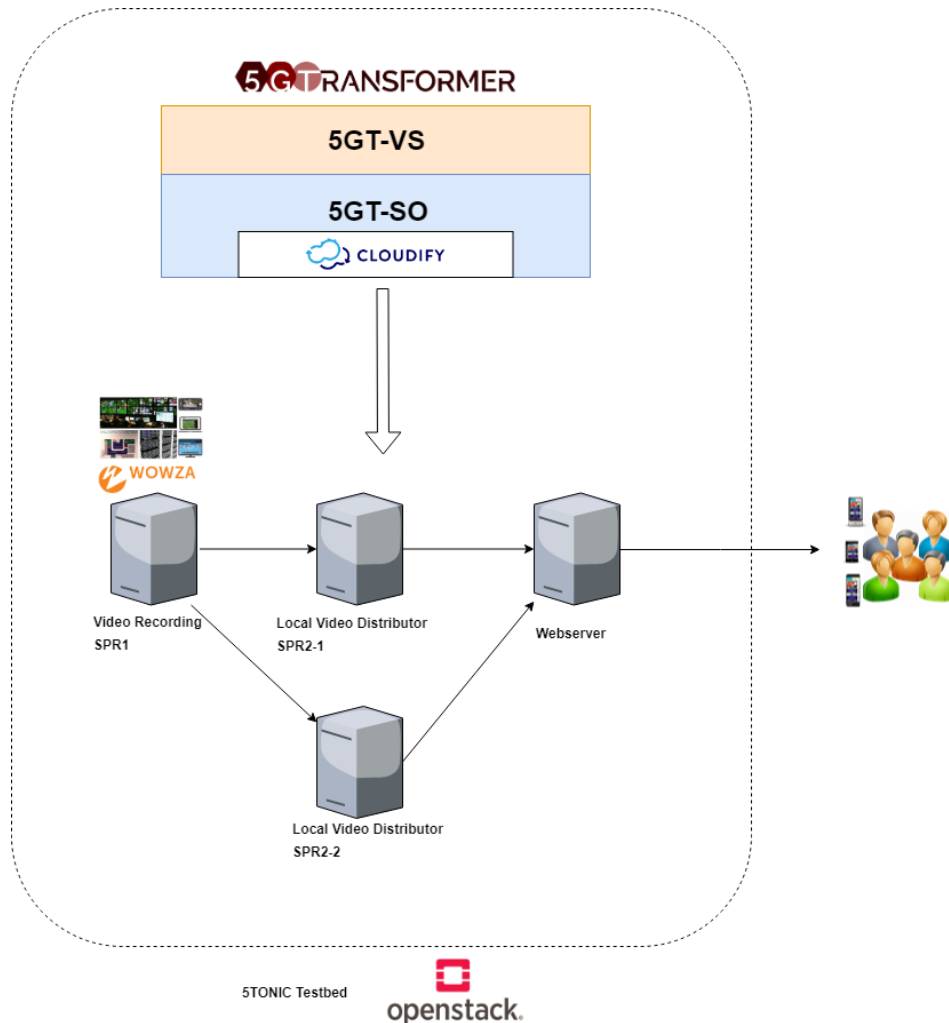 5GTRANSFORMER
5GT-VS
5GT-SO
CLOUDIFY
WOWZA
Video Recording
SPR1
Local Video Distributor
SPR2-1
Webserver
Local Video Distributor
SPR2-2
5TONIC Testbed
openstack.